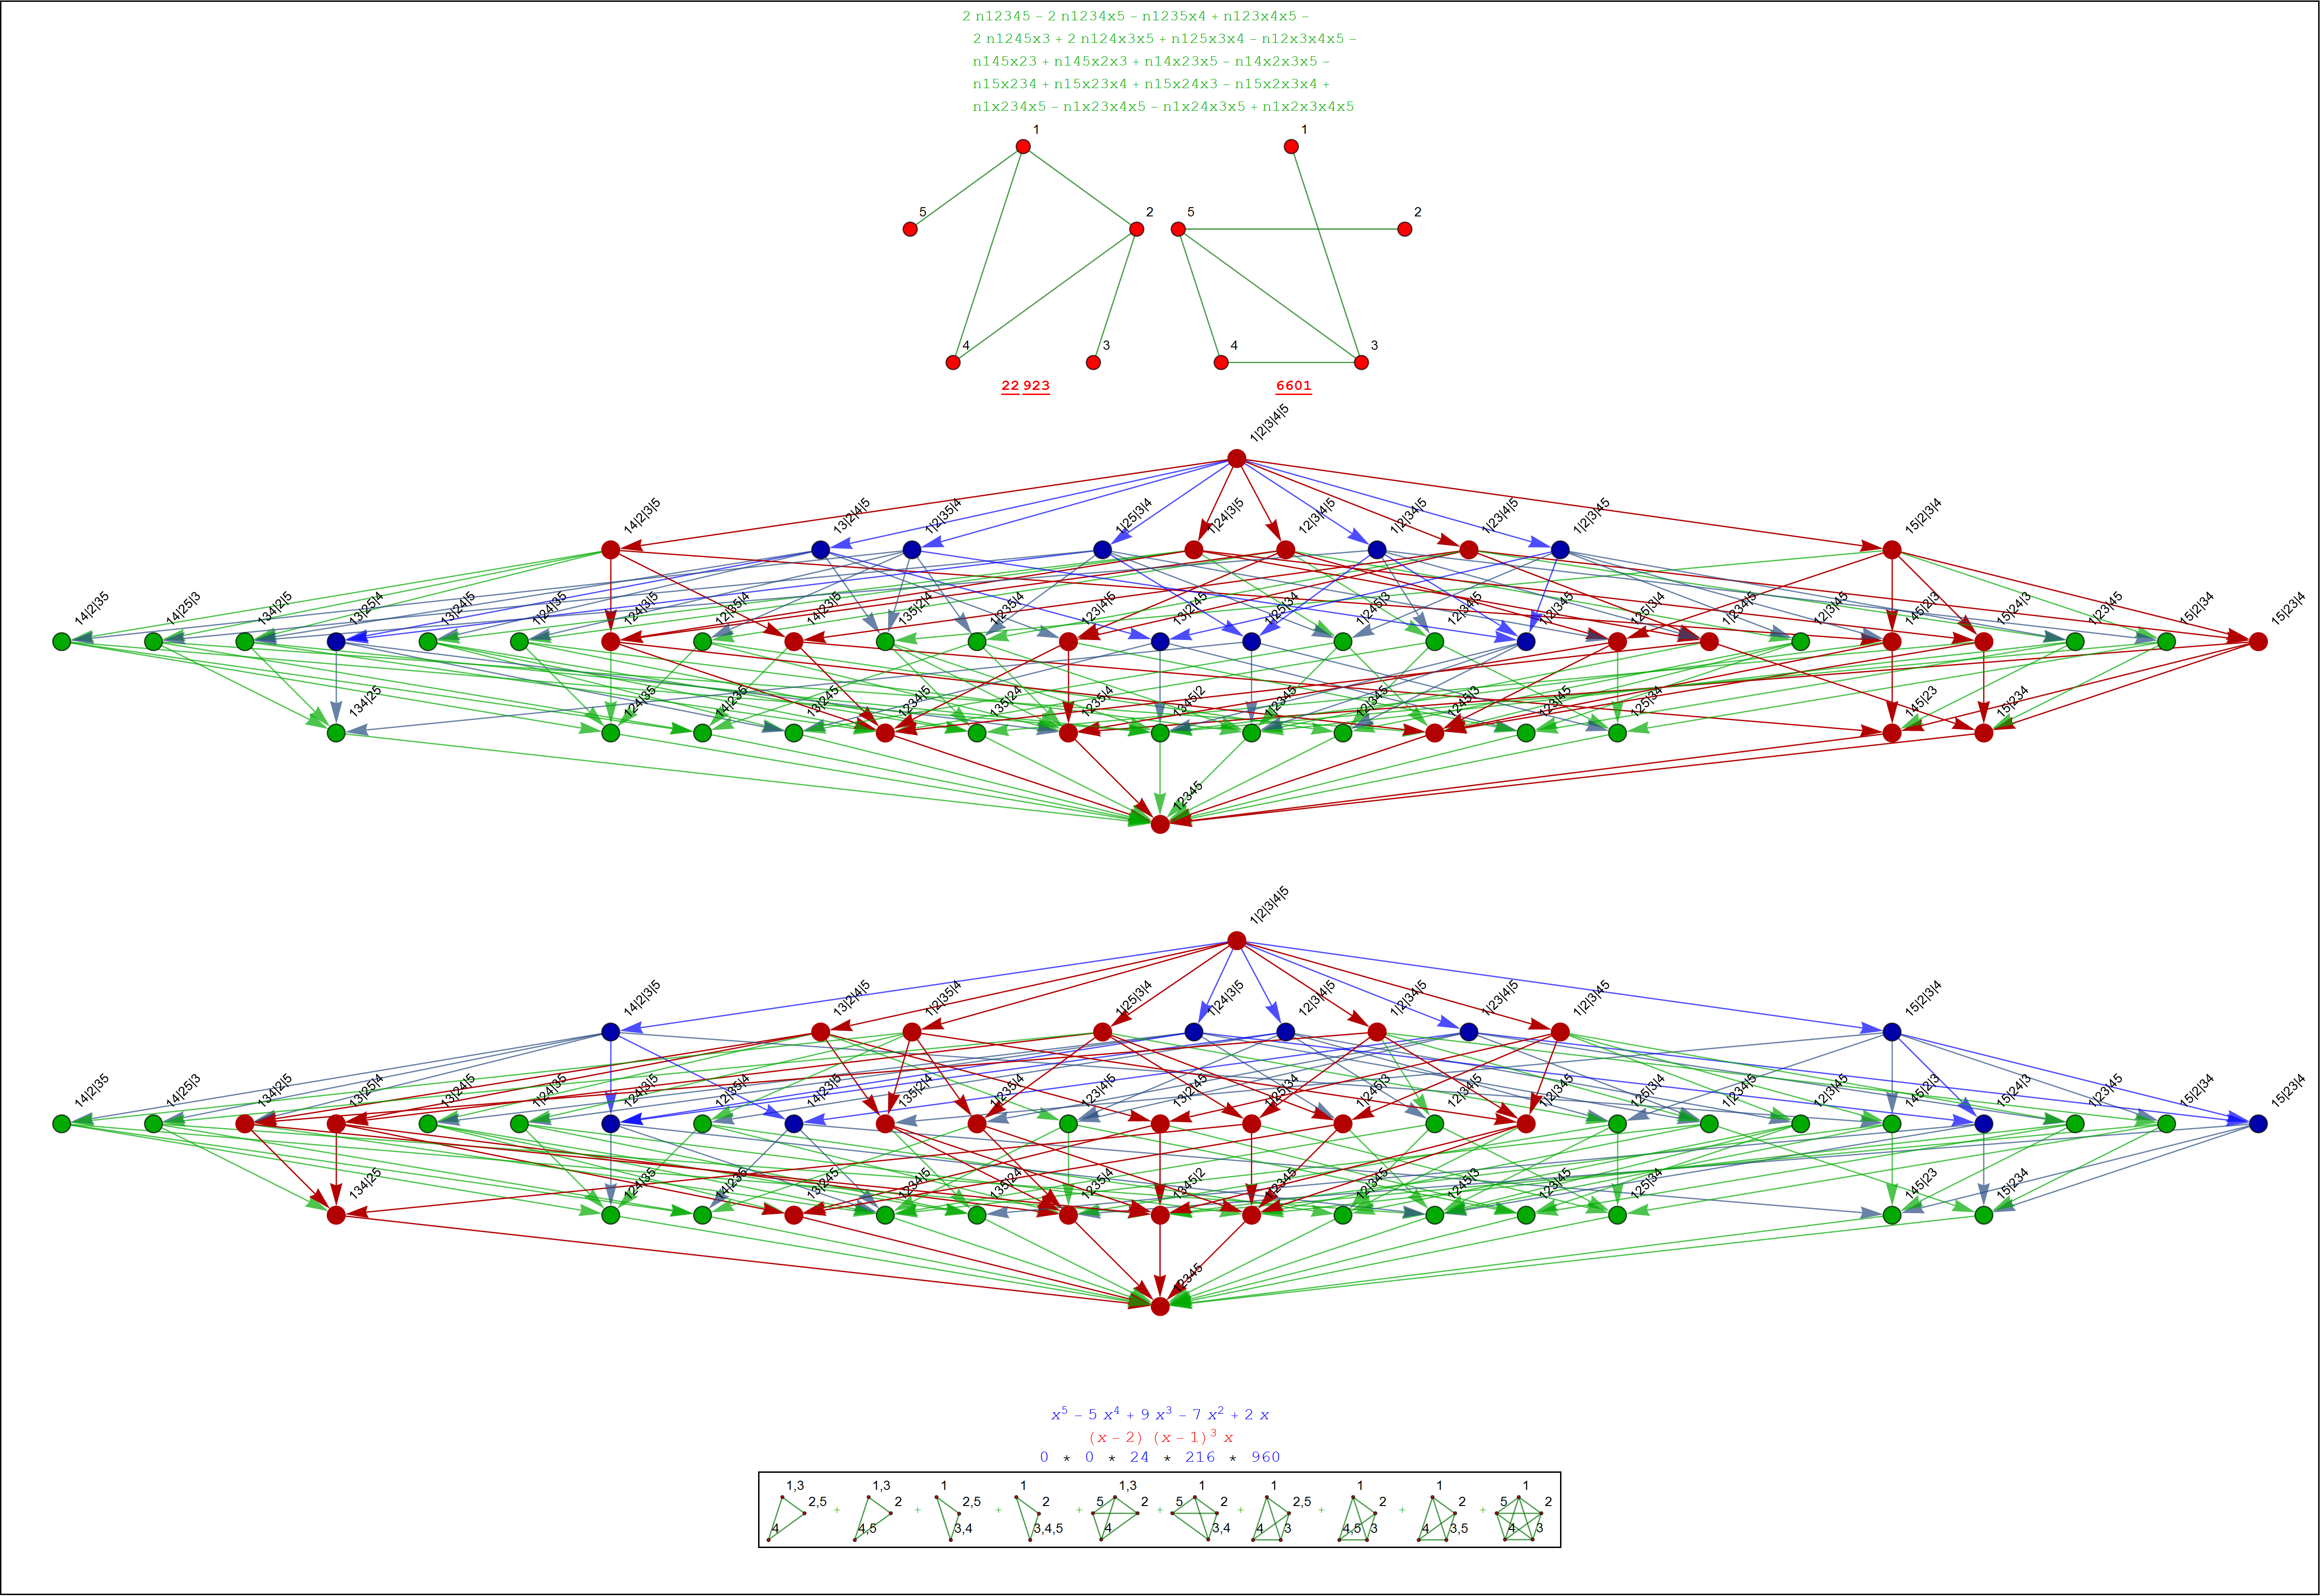 2 n12345 − 2 n1234x5 − n1235x4 + n123x4x5 −
2 n1245x3 + 2 n124x3x5 + n125x3x4 − n12x3x4x5 −
n145x23 + n145x2x3 + n14x23x5 − n14x2x3x5 −
n15x234 + n15x23x4 + n15x24x3 − n15x2x3x4 +
n1x234x5 − n1x23x4x5 − n1x24x3x5 + n1x2x3x4x5
1 1
5 2 5 2
4 3 4 3
22 923 6601
1|2|3|4|5
14|2|3|5 13|2|4|5 1|2|35|4 1|25|3|4 1|24|3|5 12|3|4|5 1|2|34|5 1|23|4|5 1|2|3|45 15|2|3|4
14|2|35 14|25|3 134|2|5 13|25|4 13|24|5 1|24|35 124|3|5 12|35|4 14|23|5 135|2|4 1|235|4 123|4|5 13|2|45 1|25|34 1|245|3 12|34|5 1|2|345 125|3|4 1|234|5 12|3|45 145|2|3 15|24|3 1|23|45 15|2|34 15|23|4
134|25 124|35 14|235 13|245 1234|5 135|24 1235|4 1345|2 1|2345 12|345 1245|3 123|45 125|34 145|23 15|234
12345
1|2|3|4|5
14|2|3|5 13|2|4|5 1|2|35|4 1|25|3|4 1|24|3|5 12|3|4|5 1|2|34|5 1|23|4|5 1|2|3|45 15|2|3|4
14|2|35 14|25|3 134|2|5 13|25|4 13|24|5 1|24|35 124|3|5 12|35|4 14|23|5 135|2|4 1|235|4 123|4|5 13|2|45 1|25|34 1|245|3 12|34|5 1|2|345 125|3|4 1|234|5 12|3|45 145|2|3 15|24|3 1|23|45 15|2|34 15|23|4
134|25 124|35 14|235 13|245 1234|5 135|24 1235|4 1345|2 1|2345 12|345 1245|3 123|45 125|34 145|23 15|234
12345
x⁵ − 5 x⁴ + 9 x³ − 7 x² + 2 x
(x − 2) (x − 1)³ x
0 * 0 * 24 * 216 * 960
1,3 1,3 1 1 1,3 1 1 1 1 1
2,5 + 2 + 2,5 + 2 + 5 2 + 5 2 + 2,5 + 2 + 2 + 5 2
4 4,5 3,4 3,4,5 4 3,4 4 3 4,5 3 4 3,5 4 3